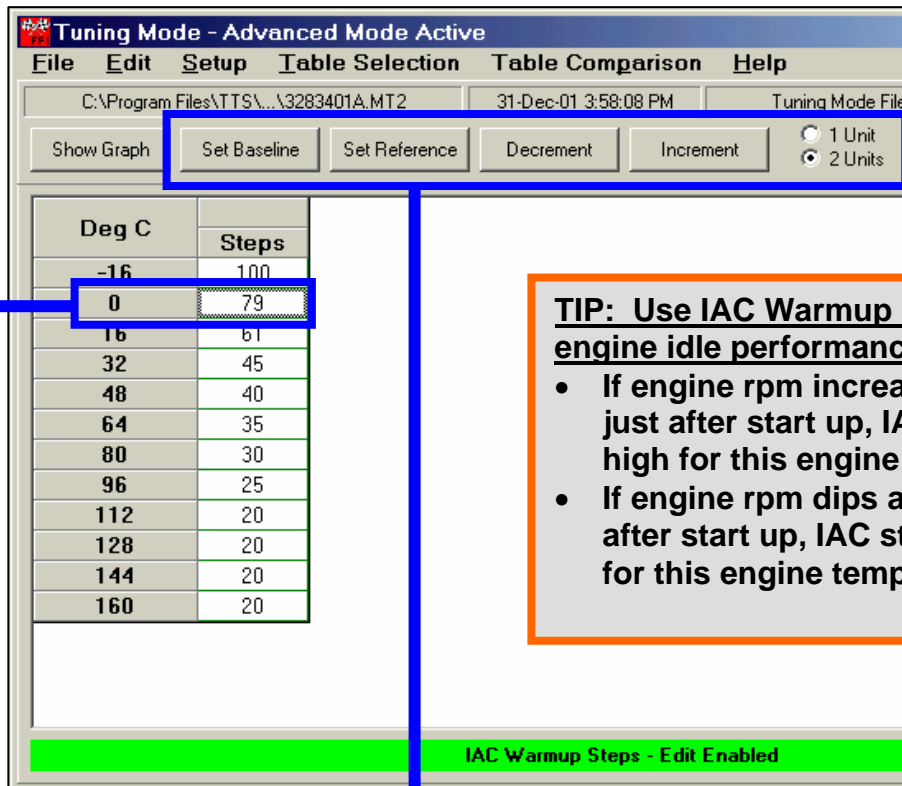 Tuning Mode - Advanced Mode Active
File Edit Setup Table Selection Table Comparison Help
C:\Program Files\TTS\...\3283401A.MT2 31-Dec-01 3:58:08 PM Tuning Mode File
Show Graph Set Baseline Set Reference Decrement Increment 1 Unit
2 Units
Deg C Steps
-16 100
0 79
16 61
32 45
48 40
64 35
80 30
96 25
112 20
128 20
144 20
160 20
TIP: Use IAC Warmup
engine idle performanc
• If engine rpm increa
just after start up, IA
high for this engine
• If engine rpm dips a
after start up, IAC st
for this engine temp
IAC Warmup Steps - Edit Enabled